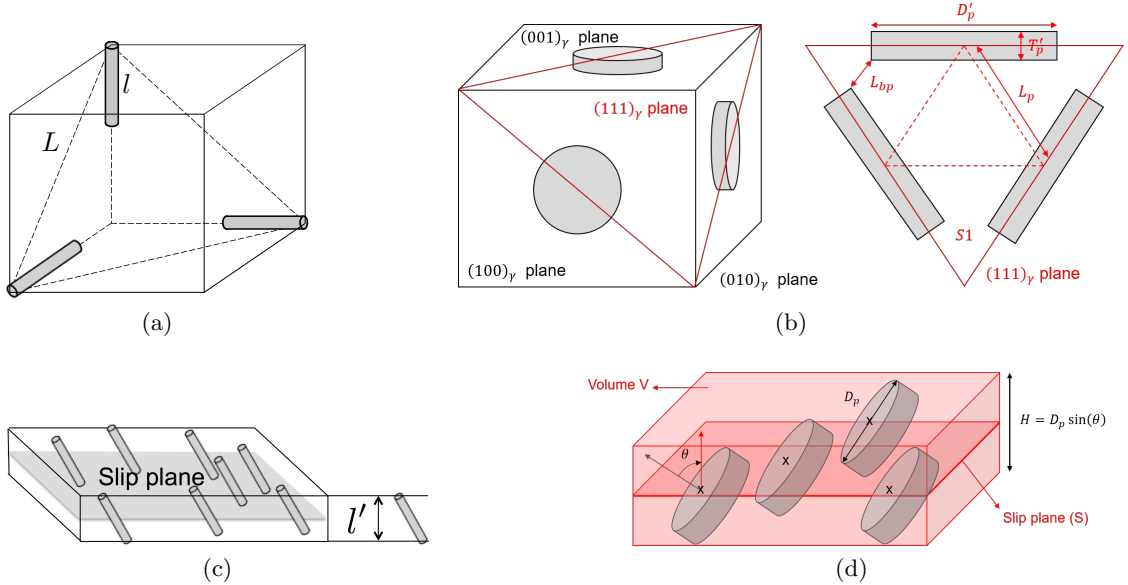 l
L
(a)
(001)γ plane
(111)γ plane
(100)γ plane
(010)γ plane
D′p
T′p
Lbp
Lp
S1
(111)γ plane
(b)
Slip plane
l′
(c)
Volume V
Dp
H = Dp sin(θ)
θ
x
x
x
x
Slip plane (S)
(d)